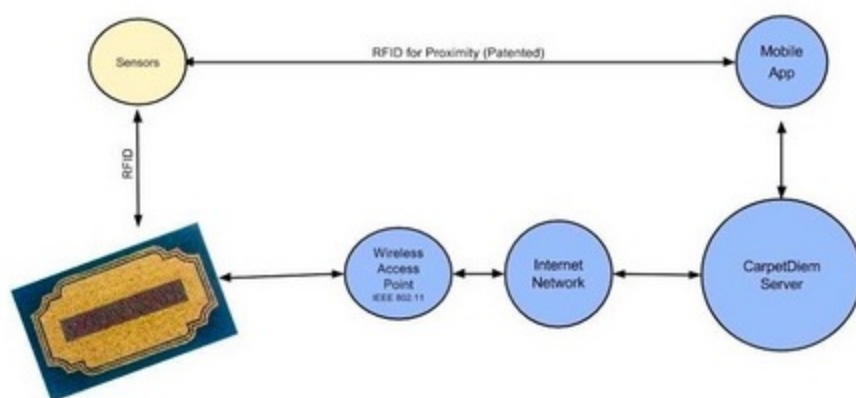 Sensors
RFID for Proximity (Patented)
Mobile
App
RFID
Wireless
Access
Point
IEEE 802.11
Internet
Network
CarpetDiem
Server